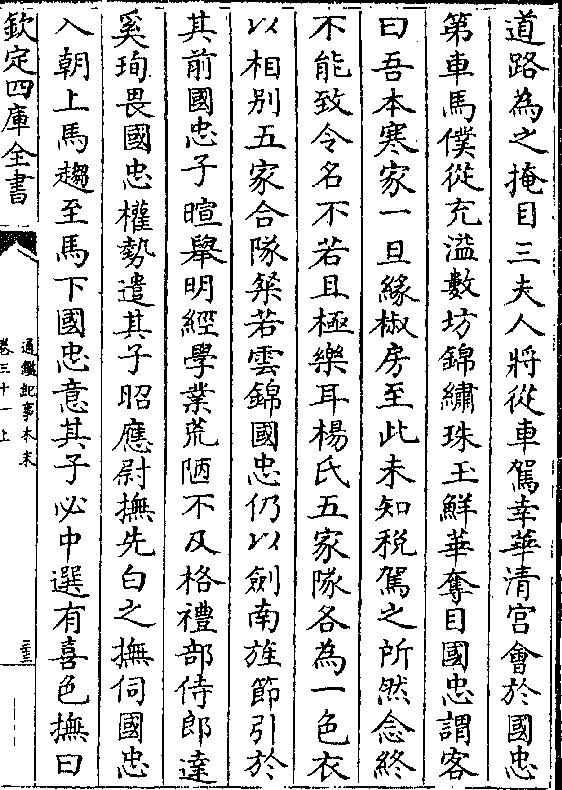 道路為之掩目三夫人將從車駕幸華清宮會於國忠
第車馬僕從充溢數坊錦繡珠玉鮮華奪目國忠謂客
曰吾本寒家一旦緣椒房至此未知稅駕之所然念終
不能致令名不若且極樂耳楊氏五家隊各為一色衣
以相别五家合隊粲若雲錦國忠仍以劍南旌節引於
其前國忠子暄舉明經學業荒陋不及格禮部侍郎達
奚珣畏國忠權勢遣其子昭應尉撫先白之撫伺國忠
入朝上馬趨至馬下國忠意其子必中選有喜色撫曰
欽定四庫全書
通鑑紀事本末
卷三十一上
二十三